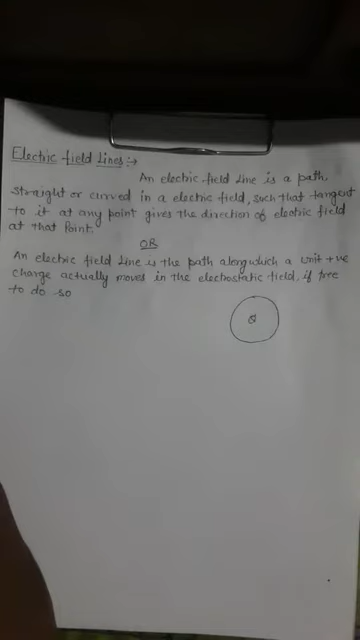 Electric field Lines :→
An electric field line is a path,
straight or curved in a electric field, such that tangent
to it at any point gives the direction of electric field
at that Point.
OR
An electric field line is the path along which a unit +ve
charge actually moves in the electrostatic field, if free
to do so
Q